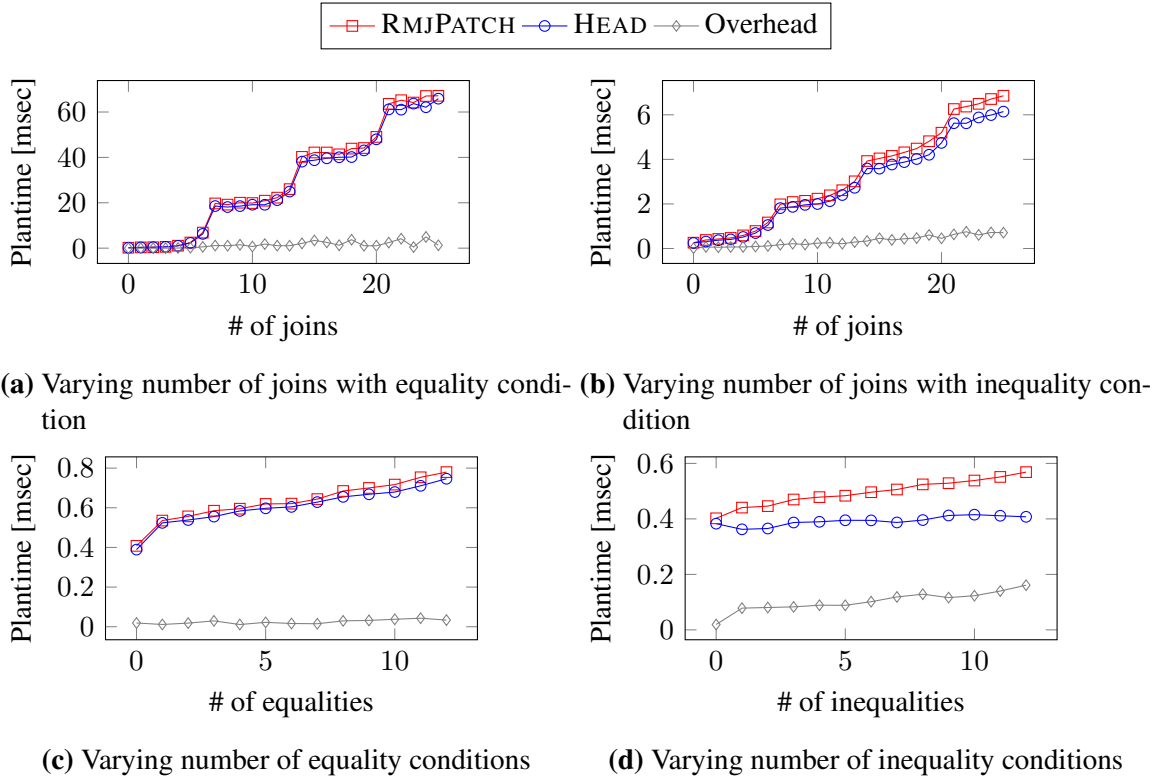 RMJPATCH HEAD Overhead
Plantime [msec]
60
40
20
0
0 10 20
# of joins
Plantime [msec]
6
4
2
0
0 10 20
# of joins
(a) Varying number of joins with equality condi-
tion
(b) Varying number of joins with inequality con-
dition
Plantime [msec]
0.8
0.6
0.4
0.2
0
0 5 10
# of equalities
Plantime [msec]
0.6
0.4
0.2
0
0 5 10
# of inequalities
(c) Varying number of equality conditions
(d) Varying number of inequality conditions